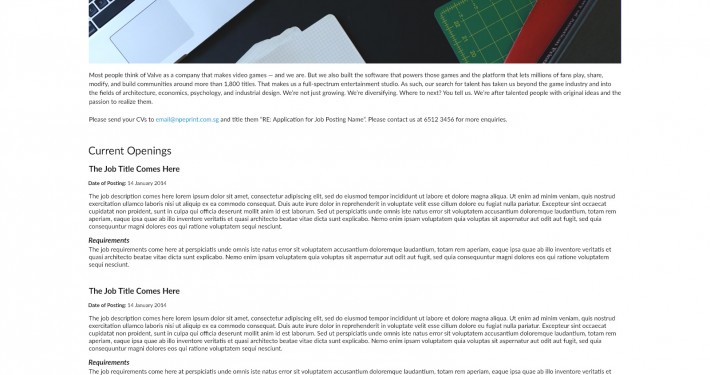 Most people think of Valve as a company that makes video games — and we are. But we also built the software that powers those games and the platform that lets millions of fans play, share,
modify, and build communities around more than 1,800 titles. That makes us a full-spectrum entertainment studio. As such, our search for talent has taken us beyond the game industry and into
the fields of architecture, economics, psychology, and industrial design. We're not just growing. We're diversifying. Where to next? You tell us. We're after talented people with original ideas and the
passion to realize them.
Please send your CVs to email@npeprint.com.sg and title them "RE: Application for Job Posting Name". Please contact us at 6512 3456 for more enquiries.
Current Openings
The Job Title Comes Here
Date of Posting: 14 January 2014
The job description comes here lorem ipsum dolor sit amet, consectetur adipiscing elit, sed do eiusmod tempor incididunt ut labore et dolore magna aliqua. Ut enim ad minim veniam, quis nostrud
exercitation ullamco laboris nisi ut aliquip ex ea commodo consequat. Duis aute irure dolor in reprehenderit in voluptate velit esse cillum dolore eu fugiat nulla pariatur. Excepteur sint occaecat
cupidatat non proident, sunt in culpa qui officia deserunt mollit anim id est laborum. Sed ut perspiciatis unde omnis iste natus error sit voluptatem accusantium doloremque laudantium, totam rem
aperiam, eaque ipsa quae ab illo inventore veritatis et quasi architecto beatae vitae dicta sunt explicabo. Nemo enim ipsam voluptatem quia voluptas sit aspernatur aut odit aut fugit, sed quia
consequuntur magni dolores eos qui ratione voluptatem sequi nesciunt.
Requirements
The job requirements come here at perspiciatis unde omnis iste natus error sit voluptatem accusantium doloremque laudantium, totam rem aperiam, eaque ipsa quae ab illo inventore veritatis et
quasi architecto beatae vitae dicta sunt explicabo. Nemo enim ipsam voluptatem quia voluptas sit aspernatur aut odit aut fugit, sed quia consequuntur magni dolores eos qui ratione voluptatem
sequi nesciunt.
The Job Title Comes Here
Date of Posting: 14 January 2014
The job description comes here lorem ipsum dolor sit amet, consectetur adipiscing elit, sed do eiusmod tempor incididunt ut labore et dolore magna aliqua. Ut enim ad minim veniam, quis nostrud
exercitation ullamco laboris nisi ut aliquip ex ea commodo consequat. Duis aute irure dolor in reprehenderit in voluptate velit esse cillum dolore eu fugiat nulla pariatur. Excepteur sint occaecat
cupidatat non proident, sunt in culpa qui officia deserunt mollit anim id est laborum. Sed ut perspiciatis unde omnis iste natus error sit voluptatem accusantium doloremque laudantium, totam rem
aperiam, eaque ipsa quae ab illo inventore veritatis et quasi architecto beatae vitae dicta sunt explicabo. Nemo enim ipsam voluptatem quia voluptas sit aspernatur aut odit aut fugit, sed quia
consequuntur magni dolores eos qui ratione voluptatem sequi nesciunt.
Requirements
The job requirements come here at perspiciatis unde omnis iste natus error sit voluptatem accusantium doloremque laudantium, totam rem aperiam, eaque ipsa quae ab illo inventore veritatis et